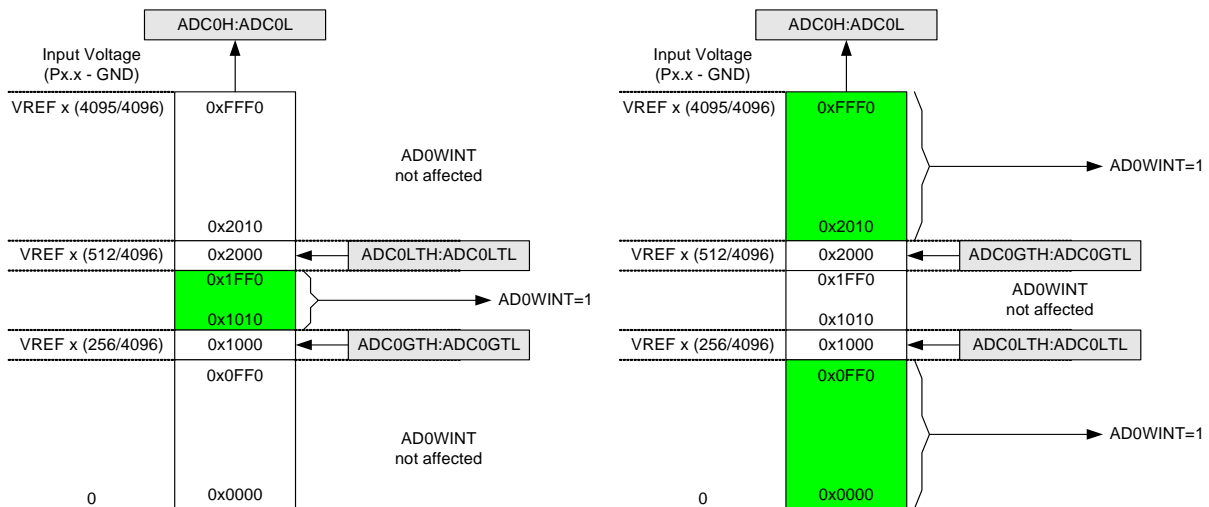 ADC0H:ADC0L
Input Voltage
(Px.x - GND)
VREF x (4095/4096)
0xFFF0
AD0WINT
not affected
0x2010
VREF x (512/4096)
0x2000
ADC0LTH:ADC0LTL
0x1FF0
AD0WINT=1
0x1010
VREF x (256/4096)
0x1000
ADC0GTH:ADC0GTL
0x0FF0
AD0WINT
not affected
0
0x0000
ADC0H:ADC0L
Input Voltage
(Px.x - GND)
VREF x (4095/4096)
0xFFF0
AD0WINT=1
0x2010
VREF x (512/4096)
0x2000
ADC0GTH:ADC0GTL
0x1FF0
AD0WINT
not affected
0x1010
VREF x (256/4096)
0x1000
ADC0LTH:ADC0LTL
0x0FF0
AD0WINT=1
0
0x0000